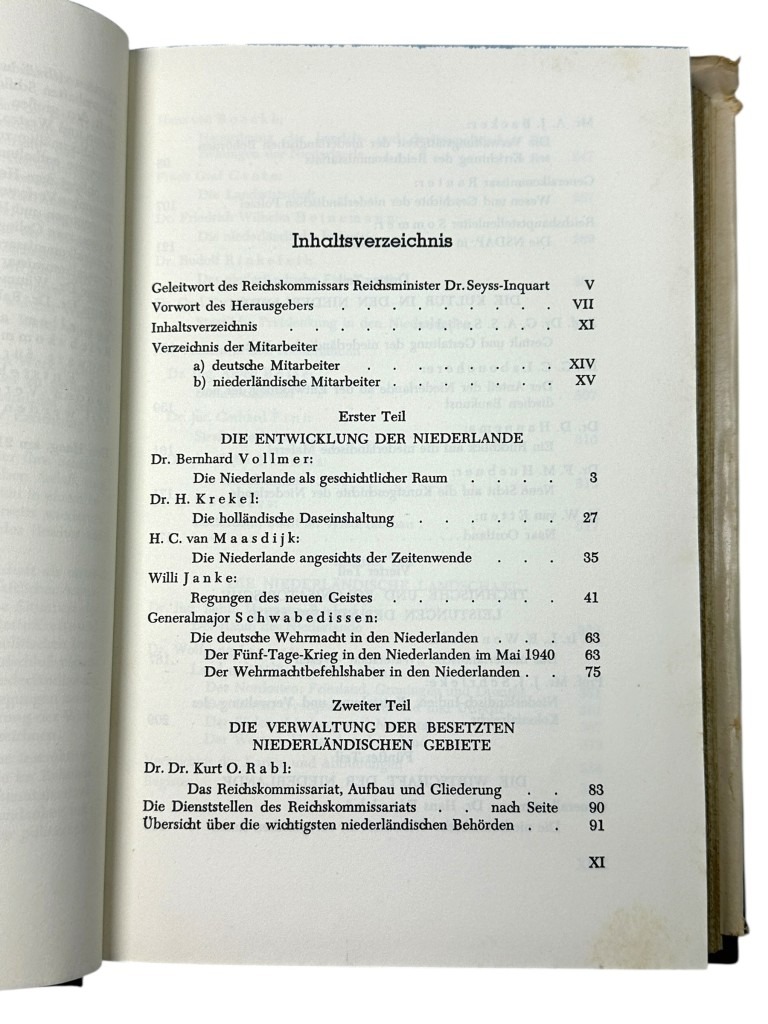 Inhaltsverzeichnis
Geleitwort des Reichskommissars Reichsminister Dr. Seyss-Inquart V
Vorwort des Herausgebers . . . . . . . . . . VII
Inhaltsverzeichnis . . . . . . . . . . . . XI
Verzeichnis der Mitarbeiter
a) deutsche Mitarbeiter . . . . . . . . XIV
b) niederländische Mitarbeiter . . . . . . . XV
Erster Teil
DIE ENTWICKLUNG DER NIEDERLANDE
Dr. Bernhard Vollmer:
Die Niederlande als geschichtlicher Raum . . . . 3
Dr. H. Krekel:
Die holländische Daseinshaltung . . . . . . 27
H. C. van Maasdijk:
Die Niederlande angesichts der Zeitenwende . . . 35
Willi Janke:
Regungen des neuen Geistes . . . . . . . 41
Generalmajor Schwabedissen:
Die deutsche Wehrmacht in den Niederlanden . . . 63
Der Fünf-Tage-Krieg in den Niederlanden im Mai 1940 63
Der Wehrmachtbefehlshaber in den Niederlanden . . 75
Zweiter Teil
DIE VERWALTUNG DER BESETZTEN
NIEDERLÄNDISCHEN GEBIETE
Dr. Dr. Kurt O. Rabl:
Das Reichskommissariat, Aufbau und Gliederung . . 83
Die Dienststellen des Reichskommissariats . . . nach Seite 90
Übersicht über die wichtigsten niederländischen Behörden . . 91
XI